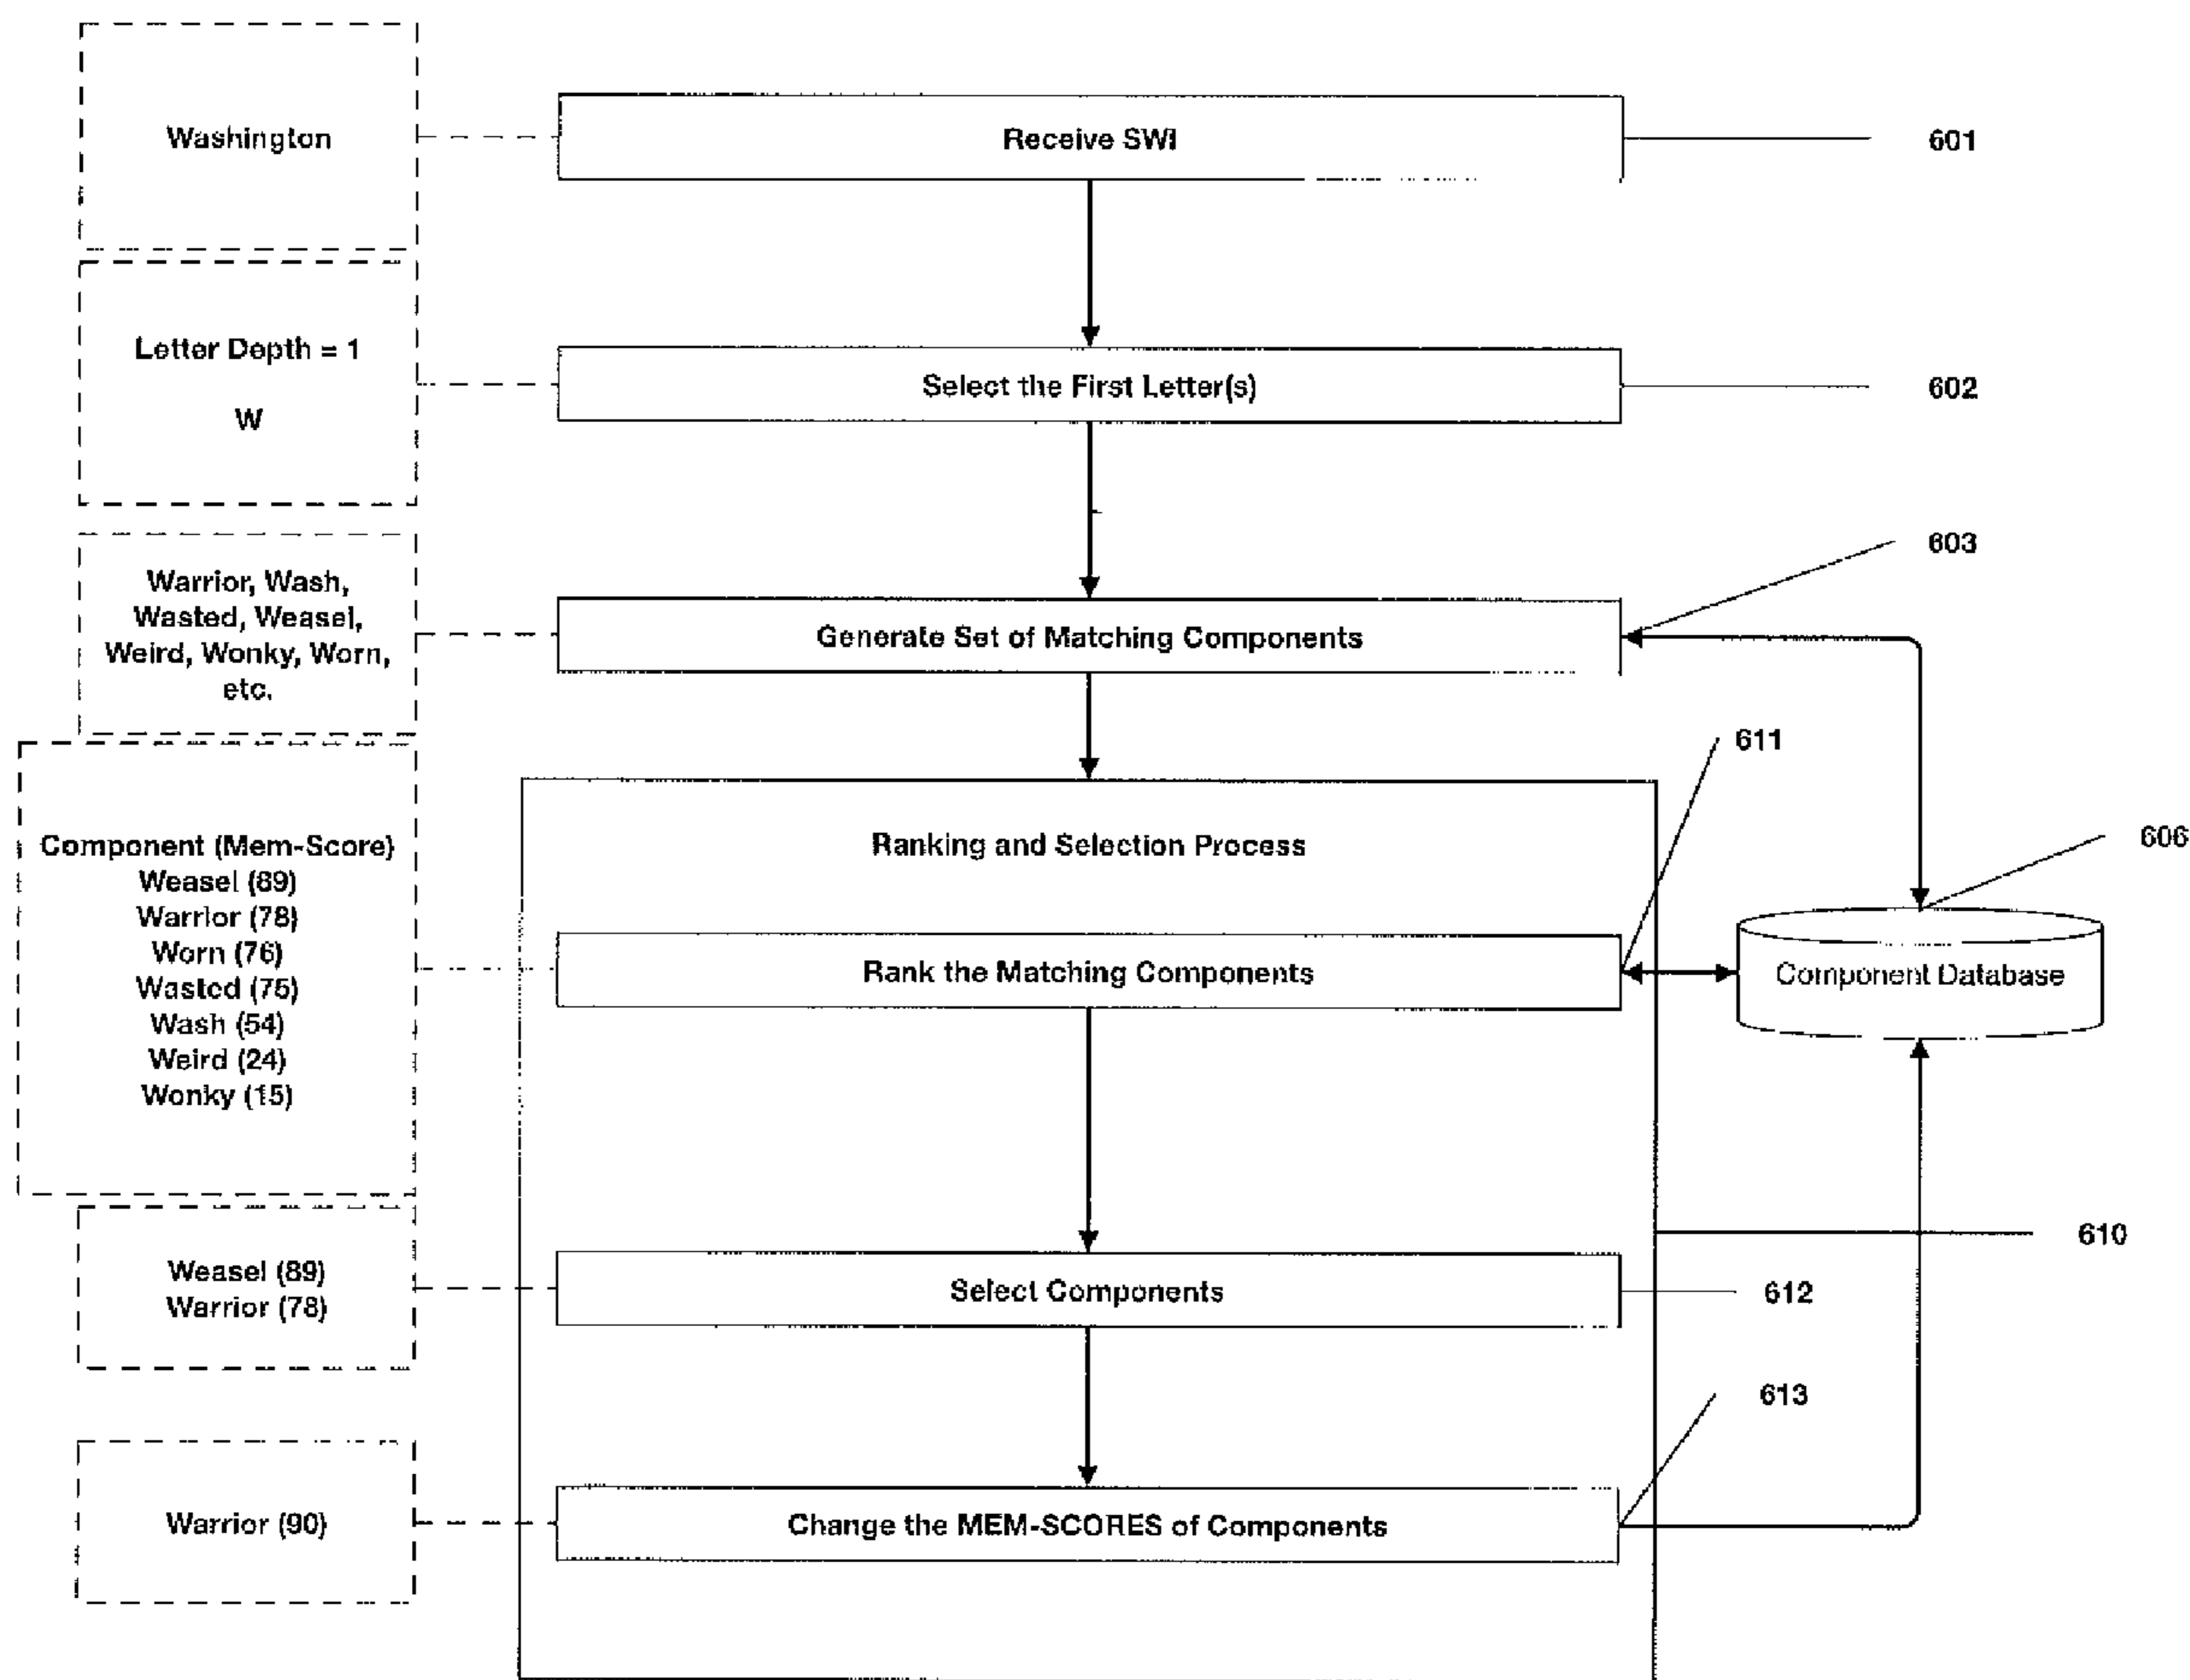 Washington
Receive SWI
601
Letter Depth = 1
W
Select the First Letter(s)
602
Warrior, Wash,
Wasted, Weasel,
Weird, Wonky, Worn,
etc.
Generate Set of Matching Components
603
611
Component (Mem-Score)
Weasel (89)
Warrior (78)
Worn (76)
Wasted (75)
Wash (54)
Weird (24)
Wonky (15)
Ranking and Selection Process
Rank the Matching Components
606
Component Database
610
Weasel (89)
Warrior (78)
Select Components
612
613
Warrior (90)
Change the MEM-SCORES of Components